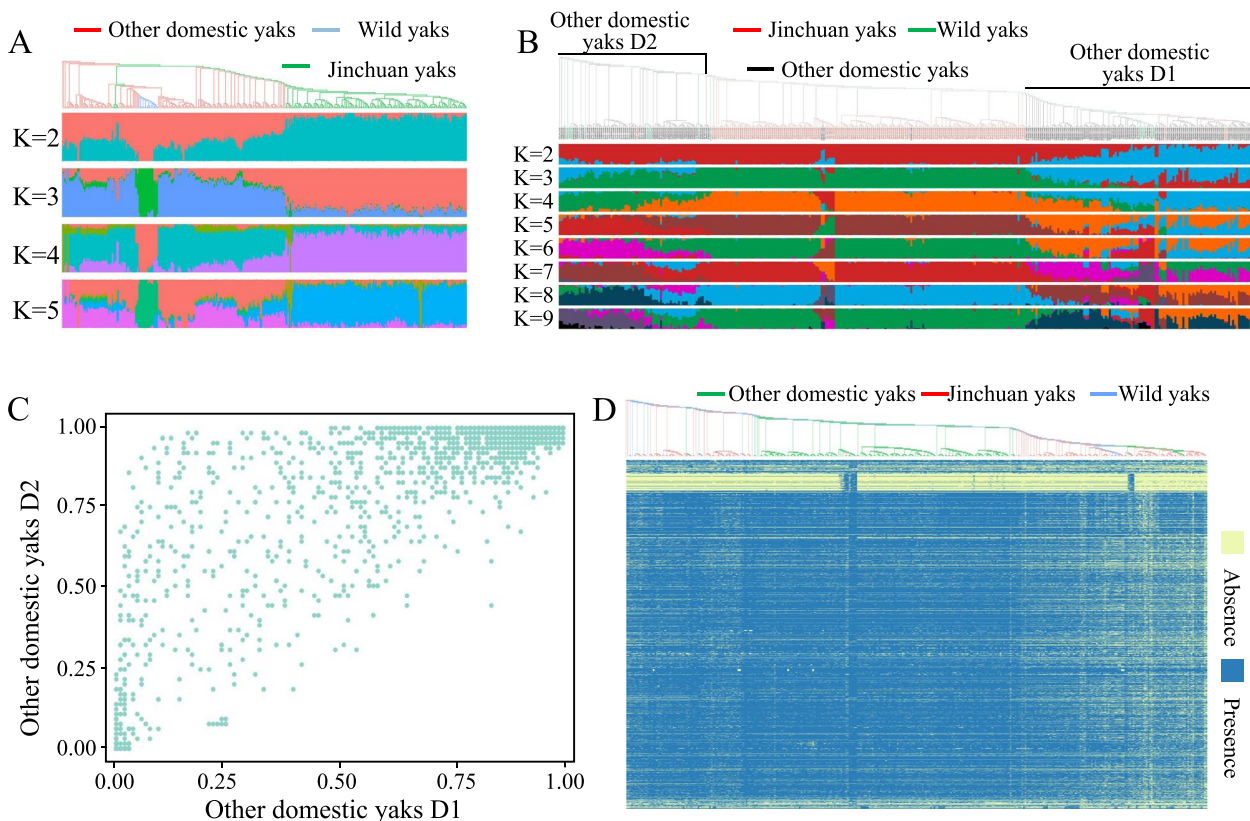 A
Other domestic yaks
Wild yaks
Jinchuan yaks
K=2
K=3
K=4
K=5
B
Other domestic
yaks D2
Jinchuan yaks
Wild yaks
Other domestic yaks
Other domestic
yaks D1
K=2
K=3
K=4
K=5
K=6
K=7
K=8
K=9
C
Other domestic yaks D2
1.00
0.75
0.50
0.25
0.00
0.00
0.25
0.50
0.75
1.00
Other domestic yaks D1
D
Other domestic yaks
Jinchuan yaks
Wild yaks
Absence
Presence